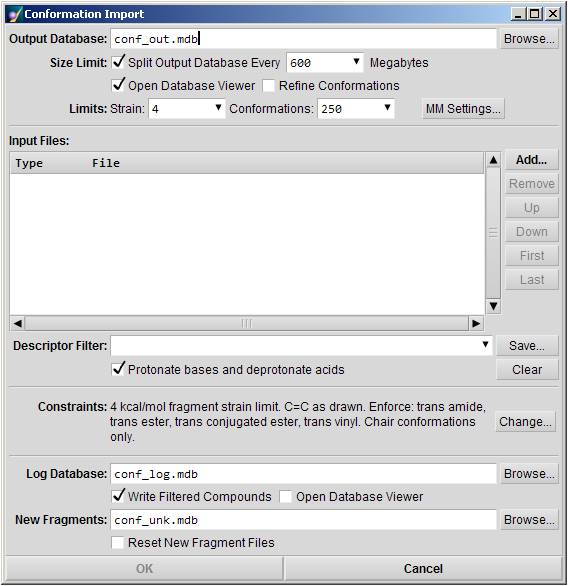 Conformation Import
Output Database: conf_out.mdb Browse...
Size Limit: Split Output Database Every 600 Megabytes
Open Database Viewer Refine Conformations
Limits: Strain: 4 Conformations: 250 MM Settings...
Input Files:
Type File
Add...
Remove
Up
Down
First
Last
Descriptor Filter: Save...
Protonate bases and deprotonate acids Clear
Constraints: 4 kcal/mol fragment strain limit. C=C as drawn. Enforce: trans amide,
trans ester, trans conjugated ester, trans vinyl. Chair conformations
only.
Change...
Log Database: conf_log.mdb Browse...
Write Filtered Compounds Open Database Viewer
New Fragments: conf_unk.mdb Browse...
Reset New Fragment Files
OK Cancel